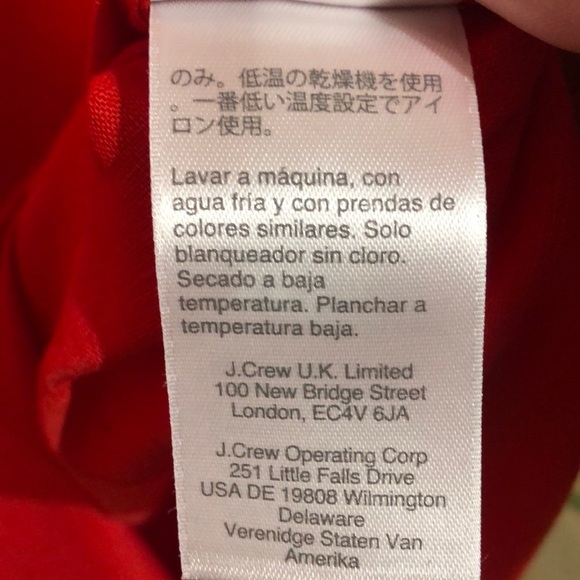 のみ。低温の乾燥機を使用
。一番低い温度設定でアイ
ロン使用。
Lavar a máquina, con
agua fría y con prendas de
colores similares. Solo
blanqueador sin cloro.
Secado a baja
temperatura. Planchar a
temperatura baja.
J.Crew U.K. Limited
100 New Bridge Street
London, EC4V 6JA
J.Crew Operating Corp
251 Little Falls Drive
USA DE 19808 Wilmington
Delaware
Verenidge Staten Van
Amerika